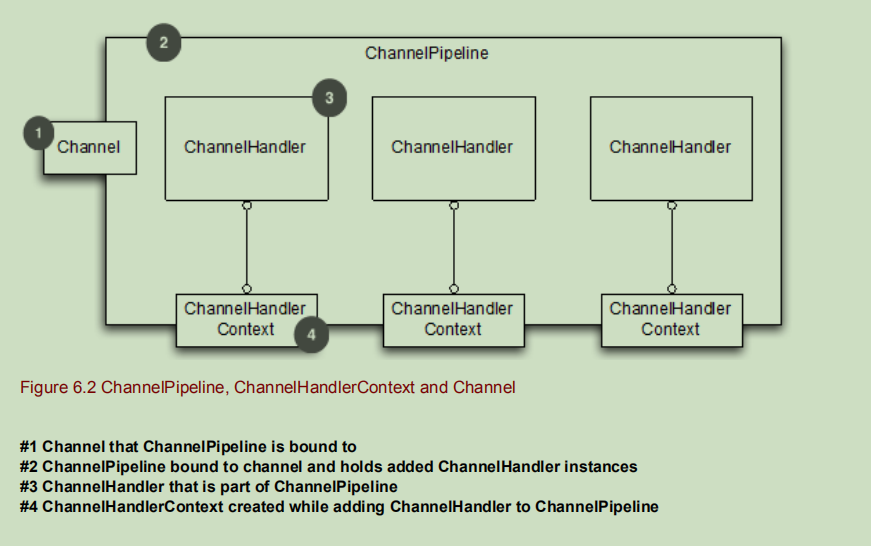 2
ChannelPipeline
3
1
Channel
ChannelHandler
ChannelHandler
ChannelHandler
ChannelHandler
Context
4
ChannelHandler
Context
ChannelHandler
Context
Figure 6.2 ChannelPipeline, ChannelHandlerContext and Channel
#1 Channel that ChannelPipeline is bound to
#2 ChannelPipeline bound to channel and holds added ChannelHandler instances
#3 ChannelHandler that is part of ChannelPipeline
#4 ChannelHandlerContext created while adding ChannelHandler to ChannelPipeline